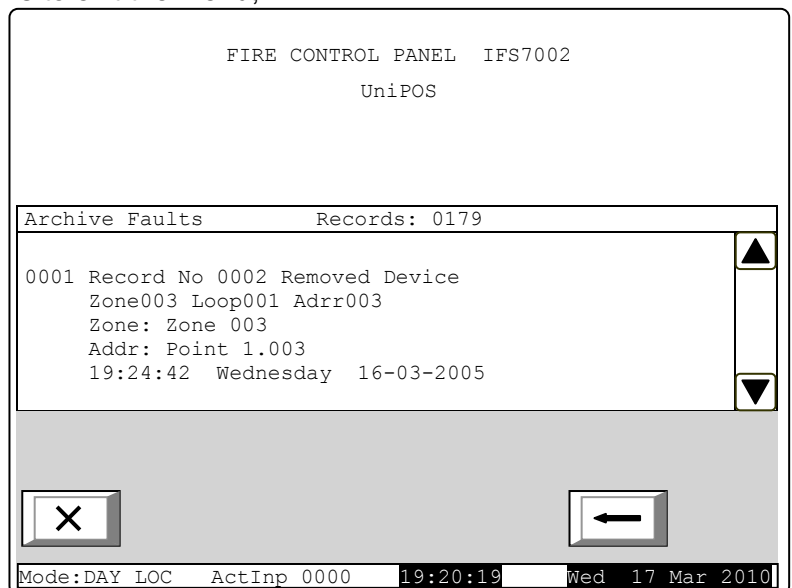 FIRE CONTROL PANEL IFS7002
UniPOS
Archive Faults Records: 0179
0001 Record No 0002 Removed Device
Zone003 Loop001 Adrr003
Zone: Zone 003
Addr: Point 1.003
19:24:42 Wednesday 16-03-2005
Mode:DAY LOC ActInp 0000 19:20:19 Wed 17 Mar 2010